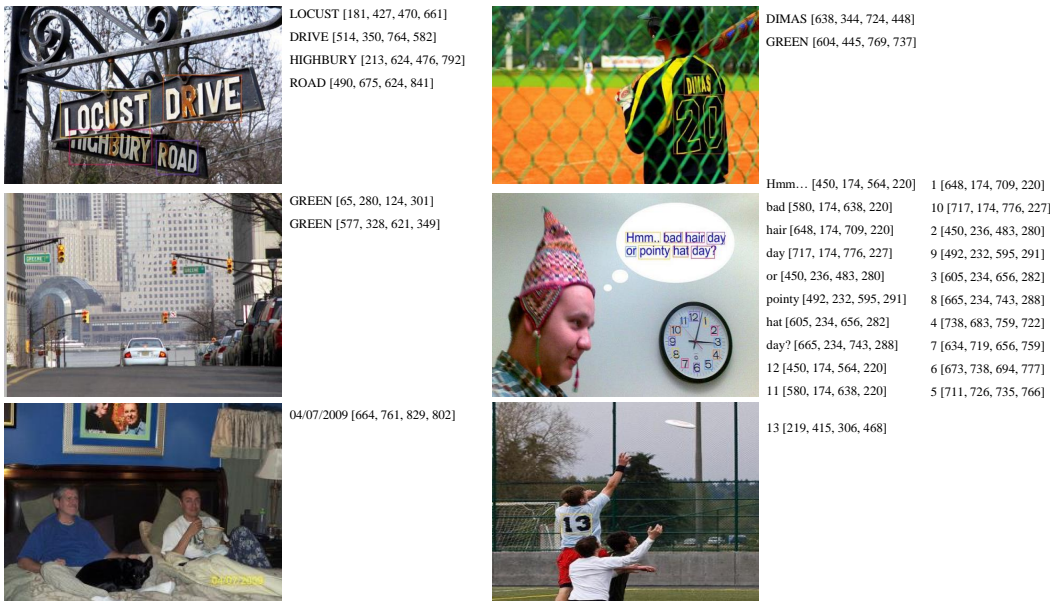 LOCUST [181, 427, 470, 661]
DRIVE [514, 350, 764, 582]
HIGHBURY [213, 624, 476, 792]
ROAD [490, 675, 624, 841]
LOCUST DRIVE
HIGHBURY ROAD
DIMAS [638, 344, 724, 448]
GREEN [604, 445, 769, 737]
DIMAS
20
GREEN [65, 280, 124, 301]
GREEN [577, 328, 621, 349]
Hmm… [450, 174, 564, 220]
bad [580, 174, 638, 220]
hair [648, 174, 709, 220]
day [717, 174, 776, 227]
or [450, 236, 483, 280]
pointy [492, 232, 595, 291]
hat [605, 234, 656, 282]
day? [665, 234, 743, 288]
12 [450, 174, 564, 220]
11 [580, 174, 638, 220]
1 [648, 174, 709, 220]
10 [717, 174, 776, 227]
2 [450, 236, 483, 280]
9 [492, 232, 595, 291]
3 [605, 234, 656, 282]
8 [665, 234, 743, 288]
4 [738, 683, 759, 722]
7 [634, 719, 656, 759]
6 [673, 738, 694, 777]
5 [711, 726, 735, 766]
Hmm.. bad hair day
or pointy hat day?
12
11
1
10
2
9
3
8
4
7
6
5
04/07/2009 [664, 761, 829, 802]
13 [219, 415, 306, 468]
13